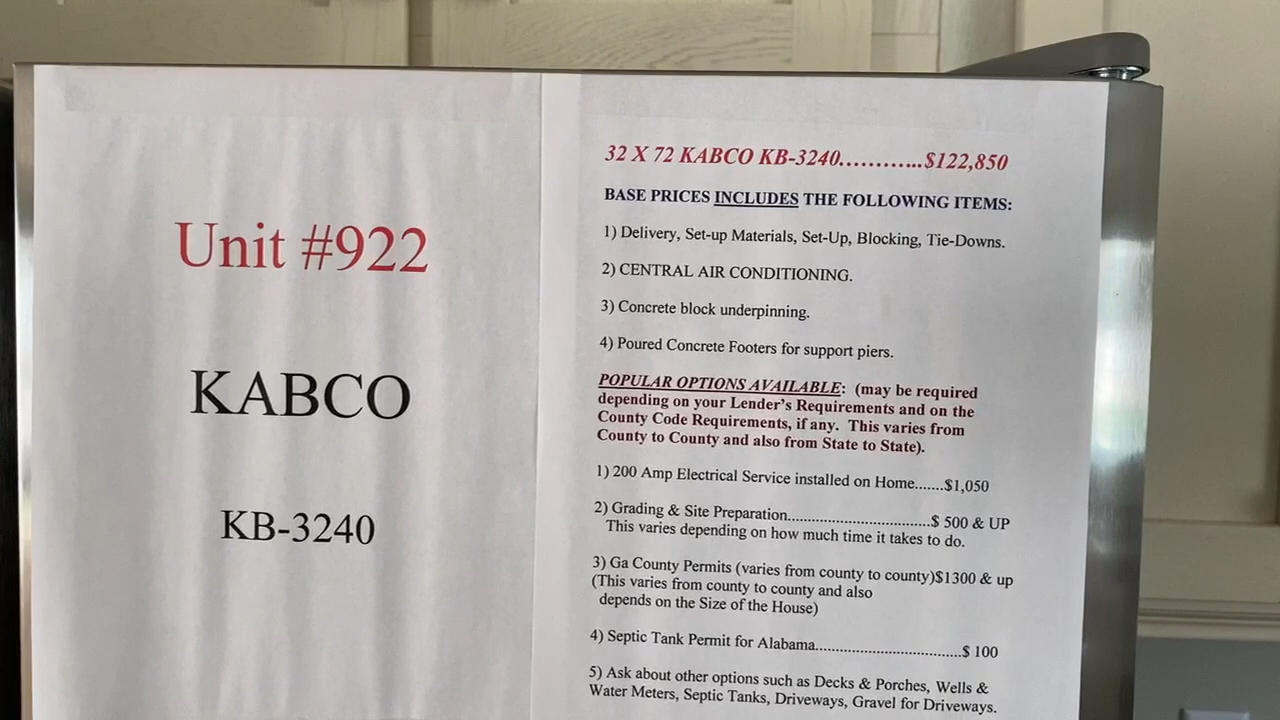 Unit #922
KABCO
KB-3240
32 X 72 KABCO KB-3240...........$122,850
BASE PRICES INCLUDES THE FOLLOWING ITEMS:
1) Delivery, Set-up Materials, Set-Up, Blocking, Tie-Downs.
2) CENTRAL AIR CONDITIONING.
3) Concrete block underpinning.
4) Poured Concrete Footers for support piers.
POPULAR OPTIONS AVAILABLE: (may be required
depending on your Lender's Requirements and on the
County Code Requirements, if any. This varies from
County to County and also from State to State).
1) 200 Amp Electrical Service installed on Home.......$1,050
2) Grading & Site Preparation...................................$ 500 & UP
This varies depending on how much time it takes to do.
3) Ga County Permits (varies from county to county)$1300 & up
(This varies from county to county and also
depends on the Size of the House)
4) Septic Tank Permit for Alabama...................................$ 100
5) Ask about other options such as Decks & Porches, Wells &
Water Meters, Septic Tanks, Driveways, Gravel for Driveways.